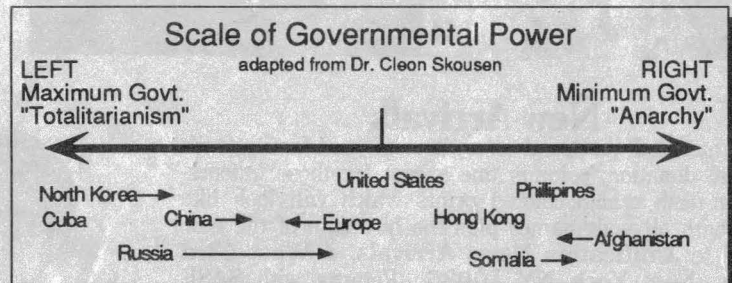 Scale of Governmental Power
adapted from Dr. Cleon Skousen
LEFT
Maximum Govt.
"Totalitarianism"
RIGHT
Minimum Govt.
"Anarchy"
United States
North Korea
Phillipines
Cuba
China
Europe
Hong Kong
Russia
Afghanistan
Somalia